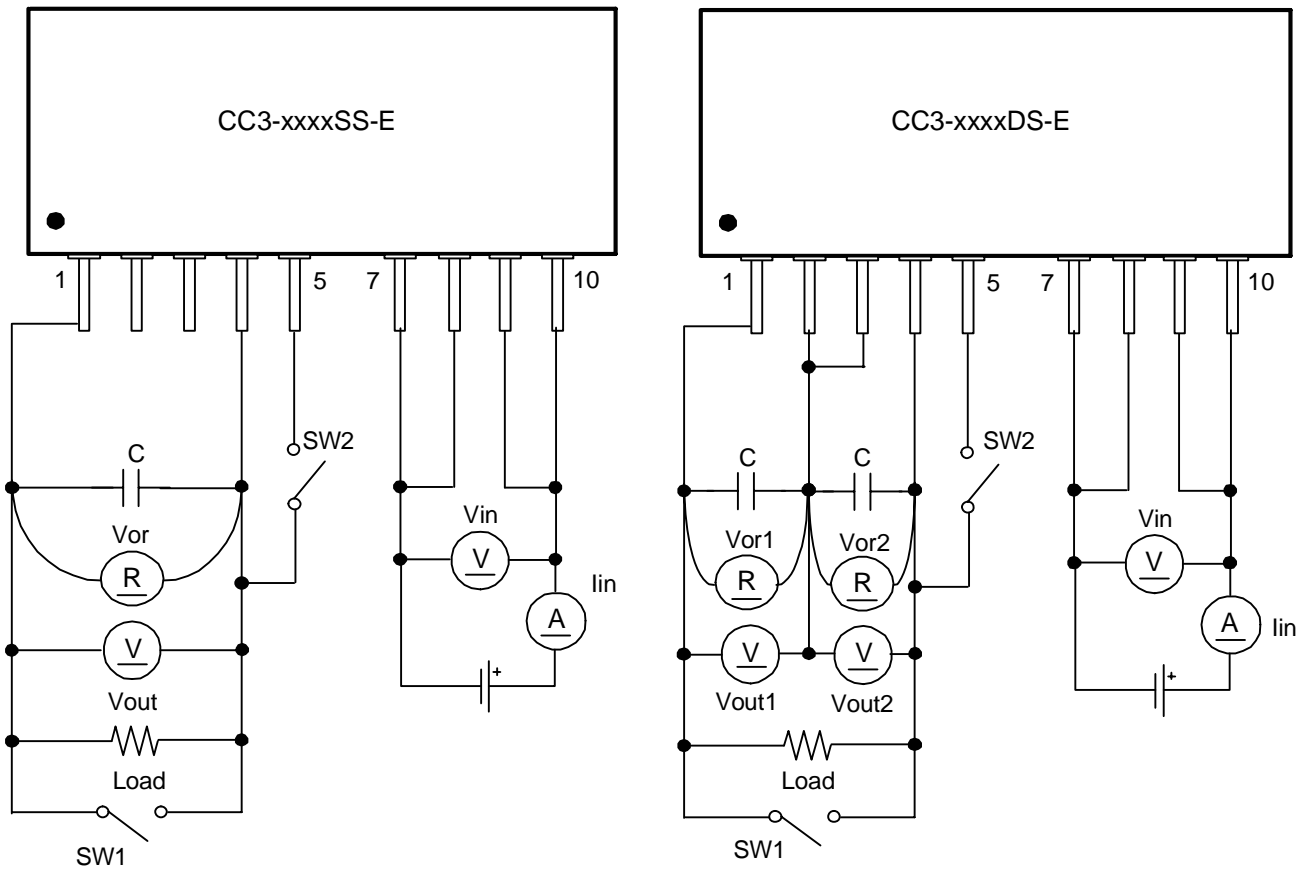 CC3-xxxxSS-E
1
5
7
10
SW2
C
Vor
R
Vin
V
Iin
A
V
+
Vout
Load
SW1
CC3-xxxxDS-E
1
5
7
10
SW2
C
C
Vor1
Vor2
R
R
Vin
V
Iin
A
V
V
+
Vout1
Vout2
Load
SW1